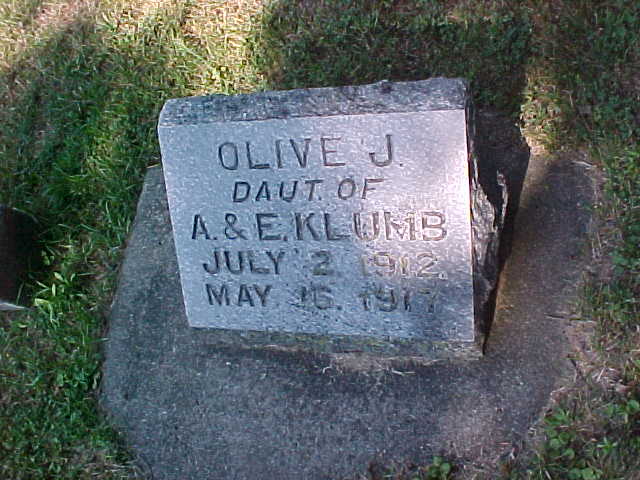 OLIVE J.
DAUT. OF
A. & E. KLUMB
JULY 2, 1912.
MAY 16, 1917.